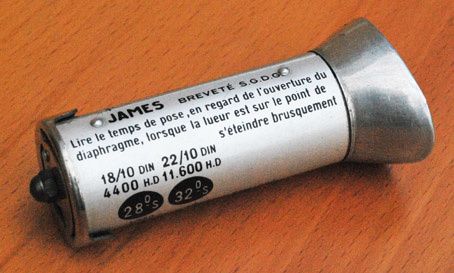 JAMES BREVETÉ S.G.D.G.
Lire le temps de pose, en regard de l'ouverture du
diaphragme, lorsque la lueur est sur le point de
s'éteindre brusquement
18/10 DIN 22/10 DIN
4400 H.D 11.600 H.D
28°S 32°S